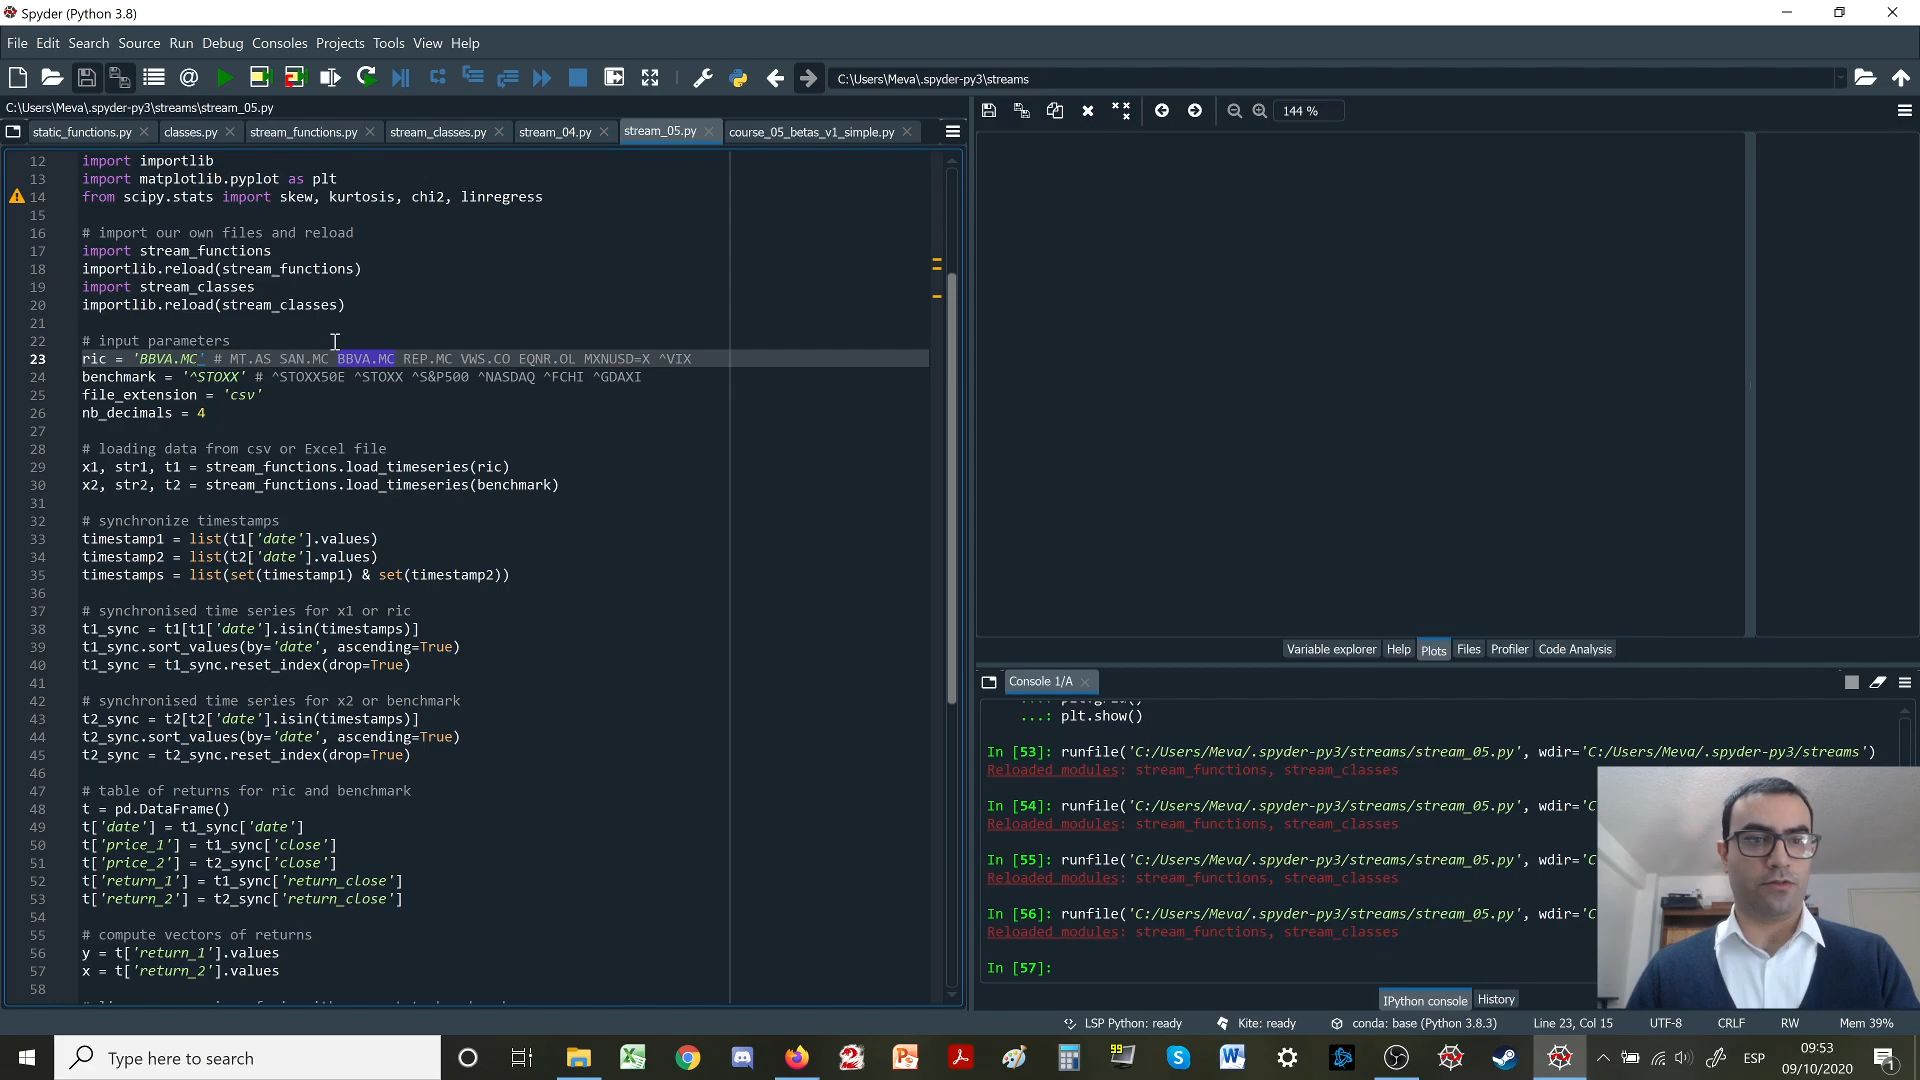 Spyder (Python 3.8)
File Edit Search Source Run Debug Consoles Projects Tools View Help
C:\Users\Meva\.spyder-py3\streams
C:\Users\Meva\.spyder-py3\streams\stream_05.py
144 %
static_functions.py classes.py stream_functions.py stream_classes.py stream_04.py stream_05.py course_05_betas_v1_simple.py
12 import importlib
13 import matplotlib.pyplot as plt
14 from scipy.stats import skew, kurtosis, chi2, linregress
15
16 # import our own files and reload
17 import stream_functions
18 importlib.reload(stream_functions)
19 import stream_classes
20 importlib.reload(stream_classes)
21
22 # input parameters
23 ric = 'BBVA.MC' # MT.AS SAN.MC BBVA.MC REP.MC VWS.CO EQNR.OL MXNUSD=X ^VIX
24 benchmark = '^STOXX' # ^STOXX50E ^STOXX ^S&P500 ^NASDAQ ^FCHI ^GDAXI
25 file_extension = 'csv'
26 nb_decimals = 4
27
28 # loading data from csv or Excel file
29 x1, str1, t1 = stream_functions.load_timeseries(ric)
30 x2, str2, t2 = stream_functions.load_timeseries(benchmark)
31
32 # synchronize timestamps
33 timestamp1 = list(t1['date'].values)
34 timestamp2 = list(t2['date'].values)
35 timestamps = list(set(timestamp1) & set(timestamp2))
36
37 # synchronised time series for x1 or ric
38 t1_sync = t1[t1['date'].isin(timestamps)]
39 t1_sync.sort_values(by='date', ascending=True)
40 t1_sync = t1_sync.reset_index(drop=True)
41
42 # synchronised time series for x2 or benchmark
43 t2_sync = t2[t2['date'].isin(timestamps)]
44 t2_sync.sort_values(by='date', ascending=True)
45 t2_sync = t2_sync.reset_index(drop=True)
46
47 # table of returns for ric and benchmark
48 t = pd.DataFrame()
49 t['date'] = t1_sync['date']
50 t['price_1'] = t1_sync['close']
51 t['price_2'] = t2_sync['close']
52 t['return_1'] = t1_sync['return_close']
53 t['return_2'] = t2_sync['return_close']
54
55 # compute vectors of returns
56 y = t['return_1'].values
57 x = t['return_2'].values
58
Variable explorer Help Plots Files Profiler Code Analysis
Console 1/A
...: plt.show()
In [53]: runfile('C:/Users/Meva/.spyder-py3/streams/stream_05.py', wdir='C:/Users/Meva/.spyder-py3/streams')
Reloaded modules: stream_functions, stream_classes
In [54]: runfile('C:/Users/Meva/.spyder-py3/streams/stream_05.py', wdir='C
Reloaded modules: stream_functions, stream_classes
In [55]: runfile('C:/Users/Meva/.spyder-py3/streams/stream_05.py', wdir='C
Reloaded modules: stream_functions, stream_classes
In [56]: runfile('C:/Users/Meva/.spyder-py3/streams/stream_05.py', wdir='C
Reloaded modules: stream_functions, stream_classes
In [57]:
IPython console History
LSP Python: ready Kite: ready conda: base (Python 3.8.3) Line 23, Col 15 UTF-8 CRLF RW Mem 39%
Type here to search
99
ESP
09:53
09/10/2020
1